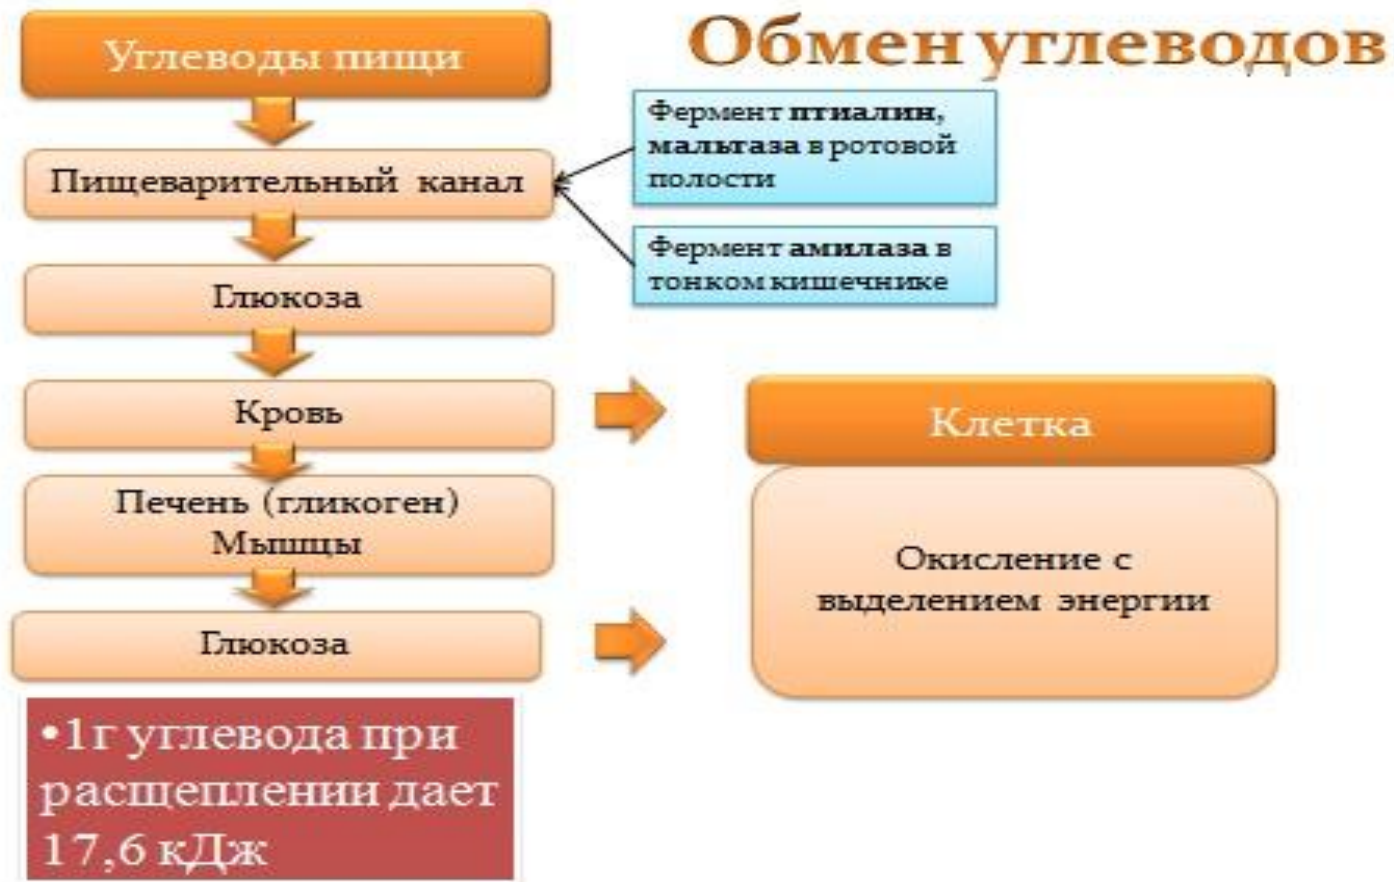 Обмен углеводов
Углеводы пищи
Фермент птиалин,
мальтаза в ротовой
полости
Пищеварительный канал
Фермент амилаза в
тонком кишечнике
Глюкоза
Кровь
Клетка
Печень (гликоген)
Мышцы
Окисление с
выделением энергии
Глюкоза
•1г углевода при
расщеплении дает
17,6 кДж